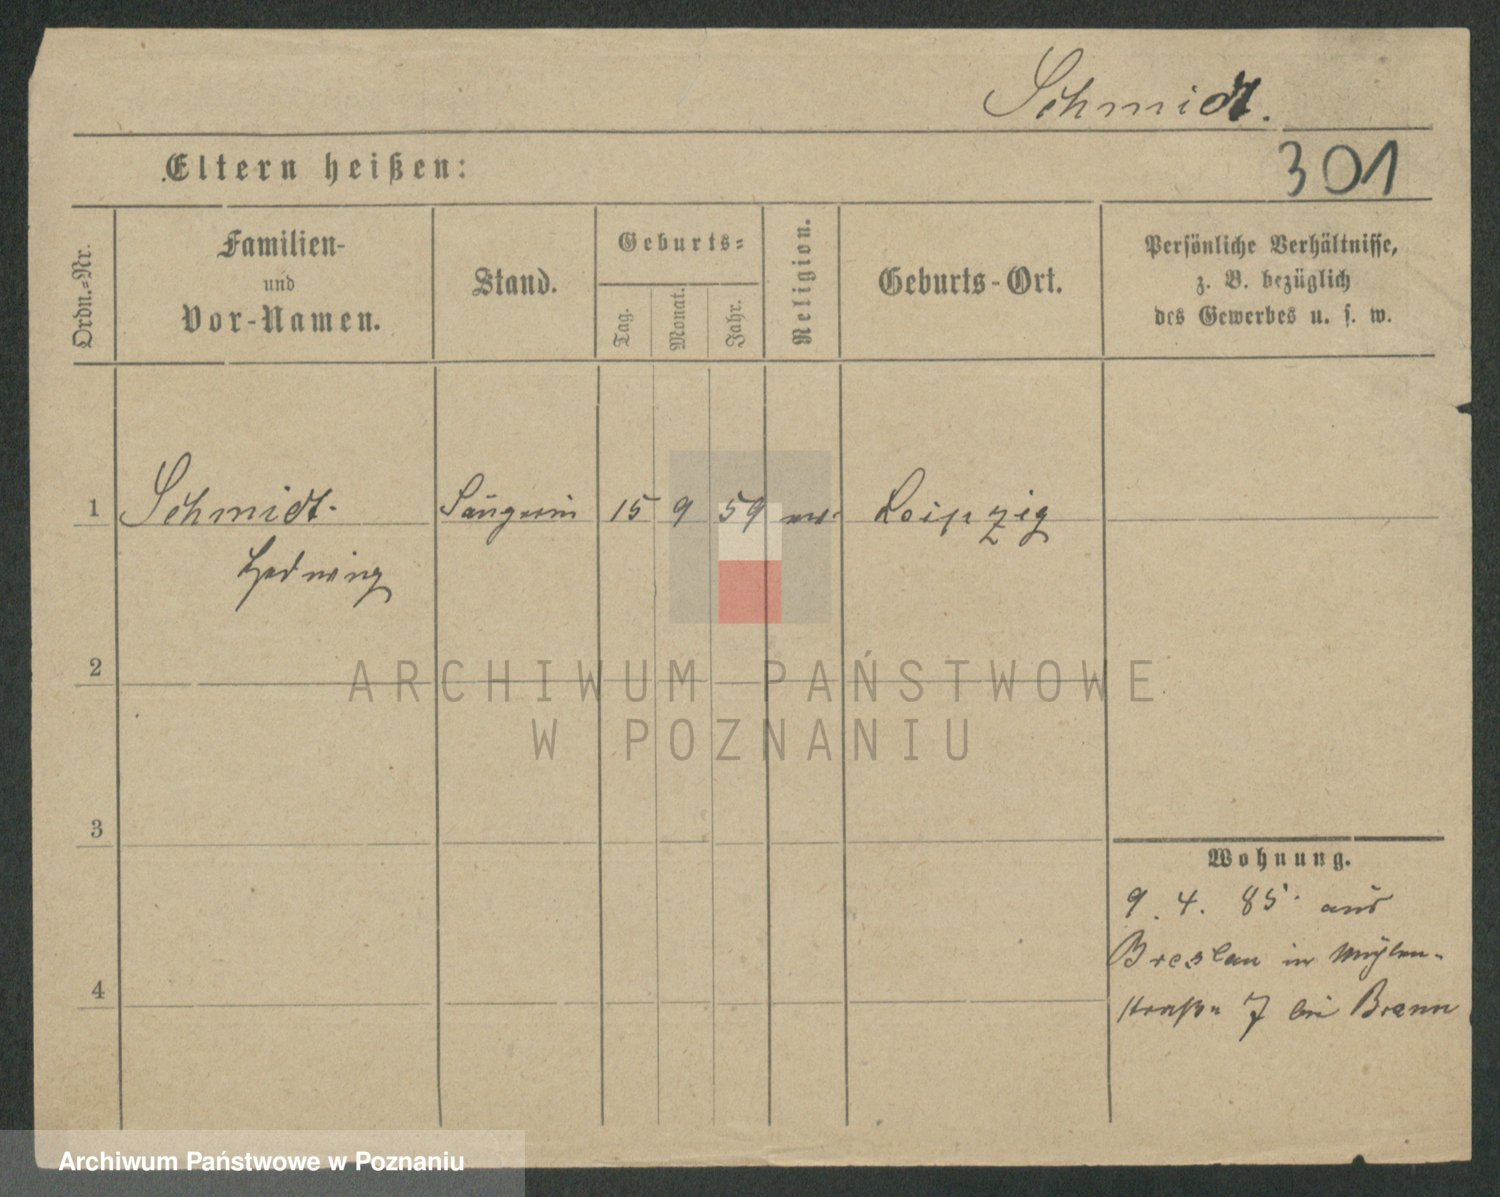 Schmidt.
Eltern heißen:
301
Ordn.=Nr.
Familien-
und
Vor-Namen.
Stand.
Geburts=
Tag.
Monat.
Jahr.
Religion.
Geburts-Ort.
Persönliche Verhältnisse,
z. B. bezüglich
des Gewerbes u. s. w.
1 Schmidt. Sängerin 15 9 59 Leipzig
Hedwig
2
3
4
Wohnung.
9. 4. 85. aus
Breslau in Mühlen-
straße 7 bei
ARCHIWUM PAŃSTWOWE
W POZNANIU
Archiwum Państwowe w Poznaniu